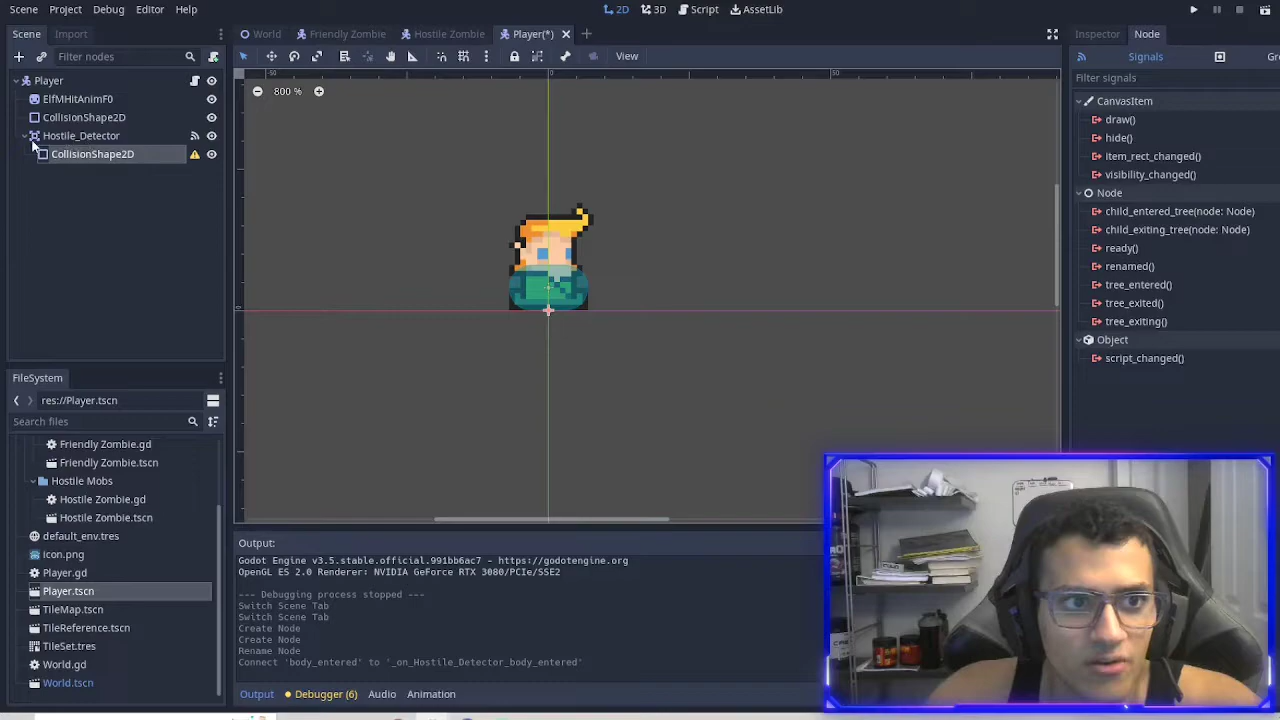 Scene Project Debug Editor Help
2D 3D Script AssetLib
Scene Import
World Friendly Zombie Hostile Zombie Player(*)
Inspector Node
Filter nodes
View
Signals Gro
Filter signals
Player
ElfMHitAnimF0
CollisionShape2D
Hostile_Detector
CollisionShape2D
-50 0 50
800 %
0
CanvasItem
draw()
hide()
item_rect_changed()
visibility_changed()
Node
child_entered_tree(node: Node)
child_exiting_tree(node: Node)
ready()
renamed()
tree_entered()
tree_exited()
tree_exiting()
Object
script_changed()
FileSystem
res://Player.tscn
Search files
Friendly Zombie.gd
Friendly Zombie.tscn
Hostile Mobs
Hostile Zombie.gd
Hostile Zombie.tscn
default_env.tres
icon.png
Player.gd
Player.tscn
TileMap.tscn
TileReference.tscn
TileSet.tres
World.gd
World.tscn
Output:
Godot Engine v3.5.stable.official.991bb6ac7 - https://godotengine.org
OpenGL ES 2.0 Renderer: NVIDIA GeForce RTX 3080/PCIe/SSE2
--- Debugging process stopped ---
Switch Scene Tab
Switch Scene Tab
Create Node
Create Node
Rename Node
Connect 'body_entered' to '_on_Hostile_Detector_body_entered'
Output Debugger (6) Audio Animation